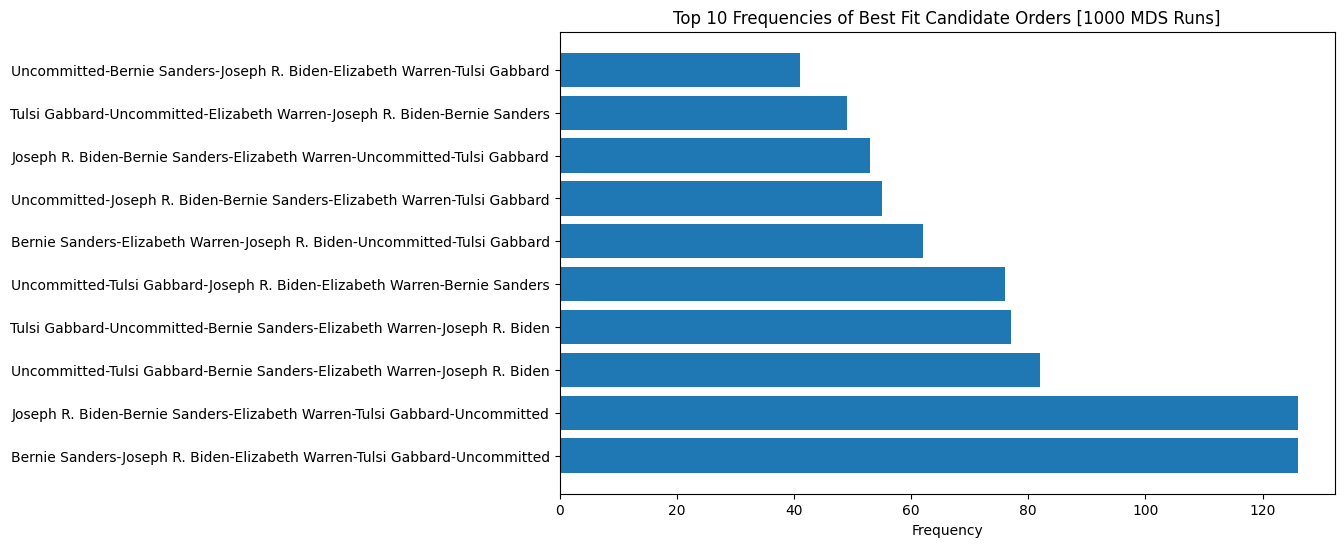 Top 10 Frequencies of Best Fit Candidate Orders [1000 MDS Runs]
Uncommitted-Bernie Sanders-Joseph R. Biden-Elizabeth Warren-Tulsi Gabbard
Tulsi Gabbard-Uncommitted-Elizabeth Warren-Joseph R. Biden-Bernie Sanders
Joseph R. Biden-Bernie Sanders-Elizabeth Warren-Uncommitted-Tulsi Gabbard
Uncommitted-Joseph R. Biden-Bernie Sanders-Elizabeth Warren-Tulsi Gabbard
Bernie Sanders-Elizabeth Warren-Joseph R. Biden-Uncommitted-Tulsi Gabbard
Uncommitted-Tulsi Gabbard-Joseph R. Biden-Elizabeth Warren-Bernie Sanders
Tulsi Gabbard-Uncommitted-Bernie Sanders-Elizabeth Warren-Joseph R. Biden
Uncommitted-Tulsi Gabbard-Bernie Sanders-Elizabeth Warren-Joseph R. Biden
Joseph R. Biden-Bernie Sanders-Elizabeth Warren-Tulsi Gabbard-Uncommitted
Bernie Sanders-Joseph R. Biden-Elizabeth Warren-Tulsi Gabbard-Uncommitted
0 20 40 60 80 100 120
Frequency